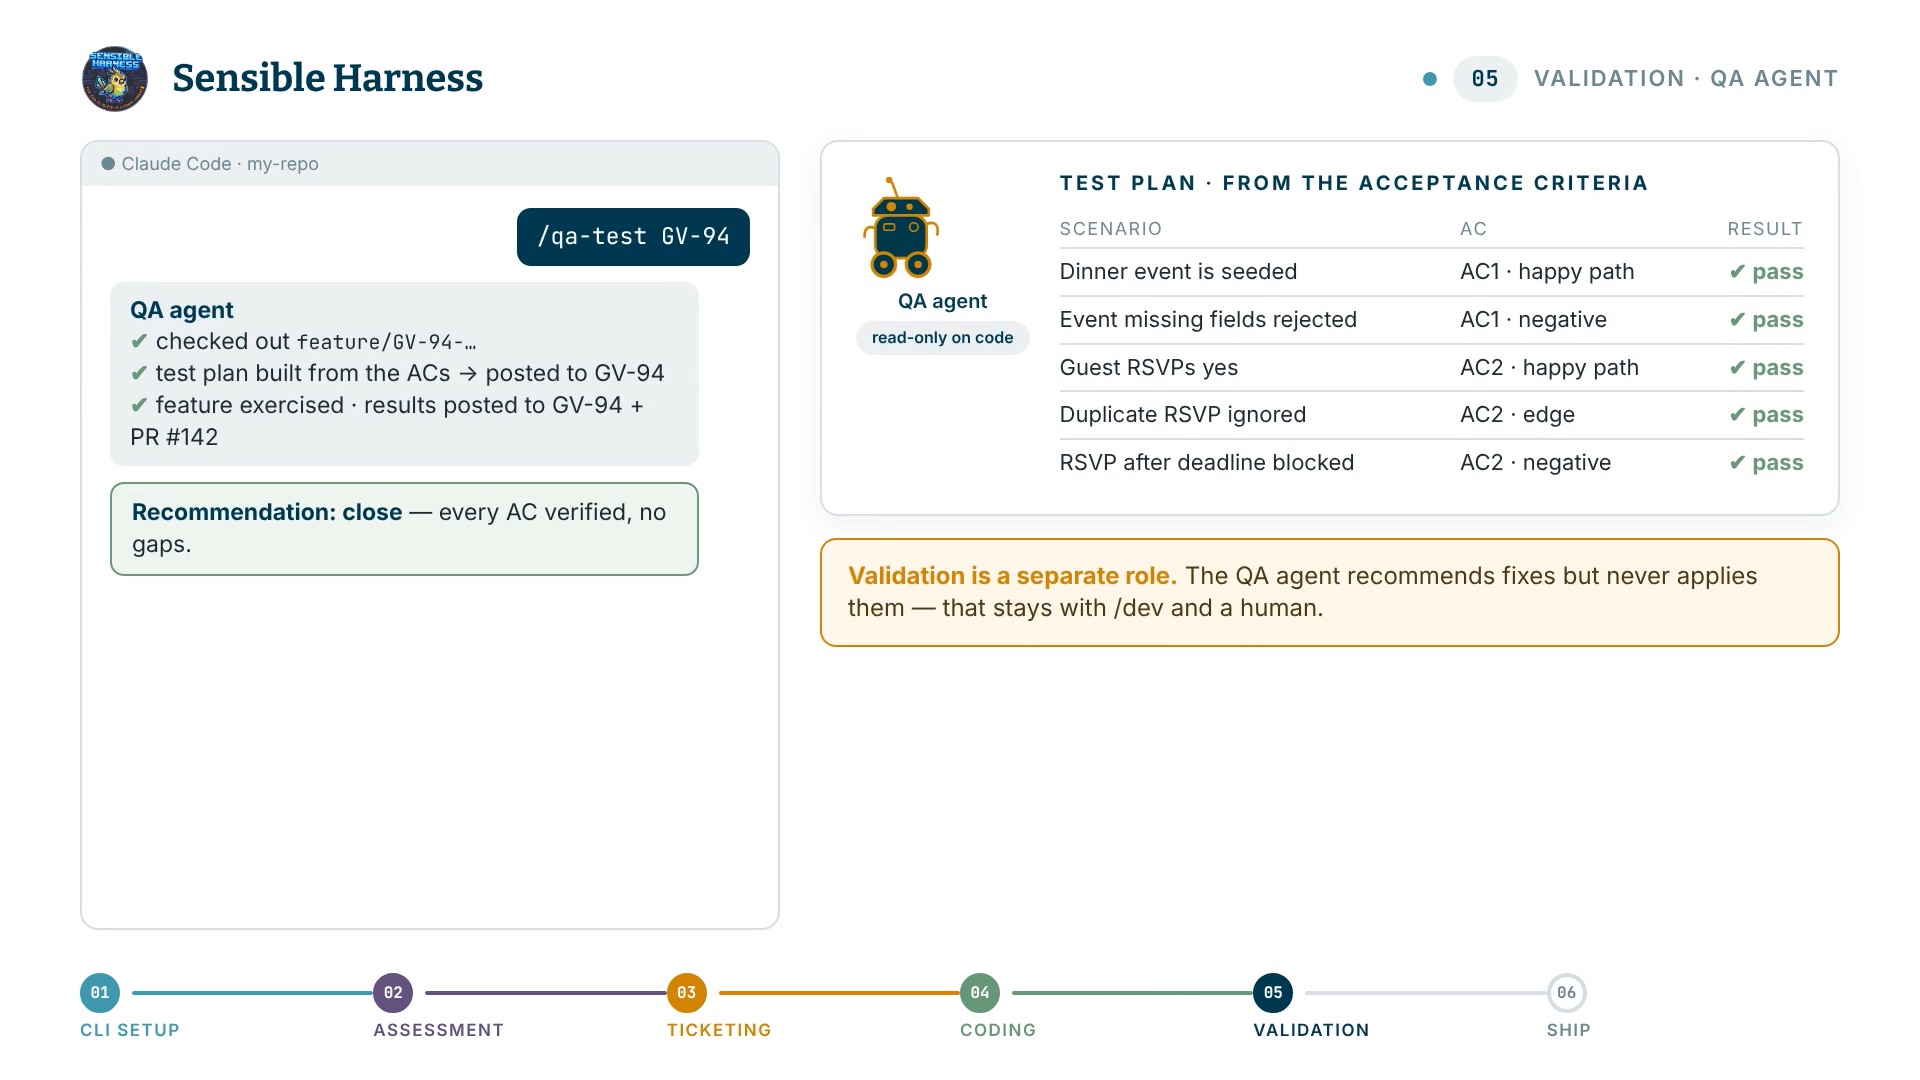 SENSIBLE
HARNESS
Sensible Harness
05
VALIDATION · QA AGENT
● Claude Code · my-repo
/qa-test GV-94
QA agent
✔ checked out feature/GV-94-…
✔ test plan built from the ACs → posted to GV-94
✔ feature exercised · results posted to GV-94 +
PR #142
Recommendation: close — every AC verified, no
gaps.
QA agent
read-only on code
TEST PLAN · FROM THE ACCEPTANCE CRITERIA
SCENARIO AC RESULT
Dinner event is seeded AC1 · happy path ✔ pass
Event missing fields rejected AC1 · negative ✔ pass
Guest RSVPs yes AC2 · happy path ✔ pass
Duplicate RSVP ignored AC2 · edge ✔ pass
RSVP after deadline blocked AC2 · negative ✔ pass
Validation is a separate role. The QA agent recommends fixes but never applies
them — that stays with /dev and a human.
01 02 03 04 05 06
CLI SETUP ASSESSMENT TICKETING CODING VALIDATION SHIP